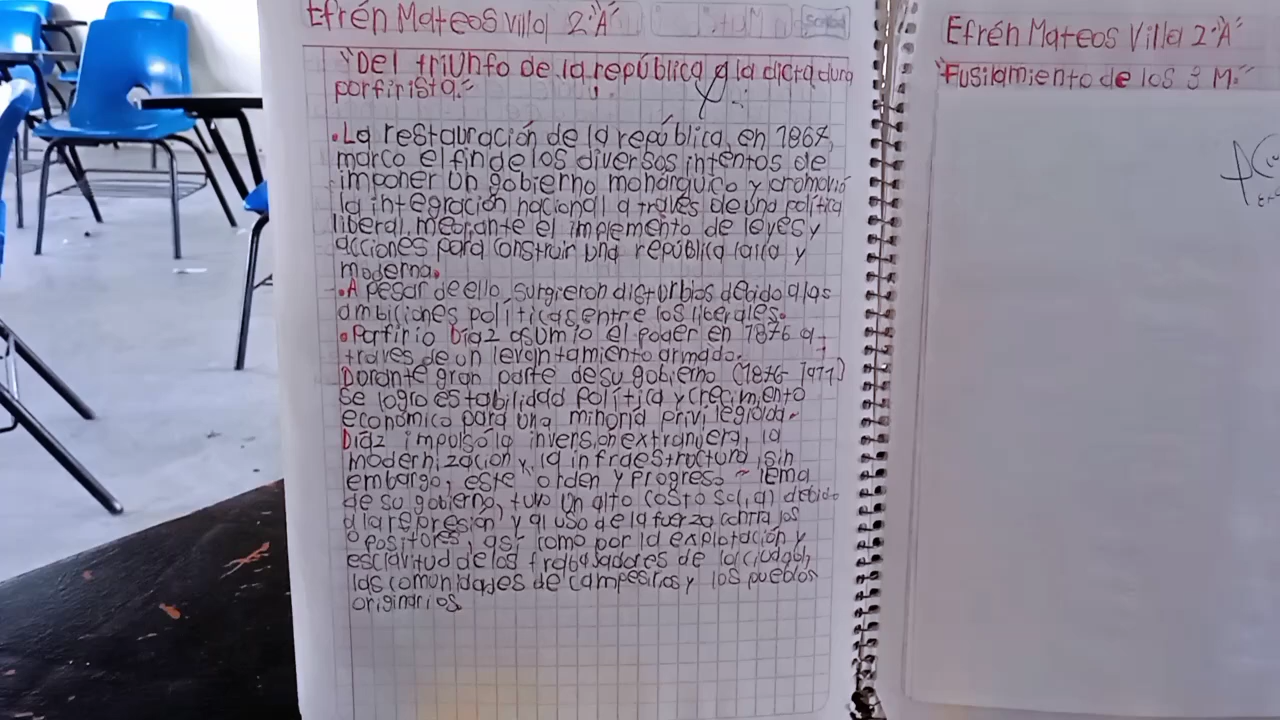 Efrén Mateos Villa 2°"A"
"Del triunfo de la república a la dictadura
porfirista."
•La restauración de la república, en 1867,
marco el fin de los diversos intentos de
imponer un gobierno monárquico y promovió
la integración nacional a través de una política
liberal, mediante el implemento de leyes y
acciones para construir una república laica y
moderna.
•A pesar de ello, surgieron disturbios debido a las
ambiciones políticas entre los liberales.
•Porfirio Díaz asumio el poder en 1876 a
traves de un levantamiento armado.
Durante gran parte de su gobierno (1876-1911)
se logro estabilidad política y crecimiento
económico para una minoría privilegiada.
Díaz impulsó la inversion extranjera, la
modernización y la infraestructura, sin
embargo, este "orden y progreso" lema
de su gobierno, tuvo un alto costo social debido
a la represión y al uso de la fuerza contra los
opositores, así como por la explotación y
esclavitud de los trabajadores de la ciudad,
las comunidades de campesinos y los pueblos
originarios.
Efrén Mateos Villa 2°"A"
"Fusilamiento de los 3 M."